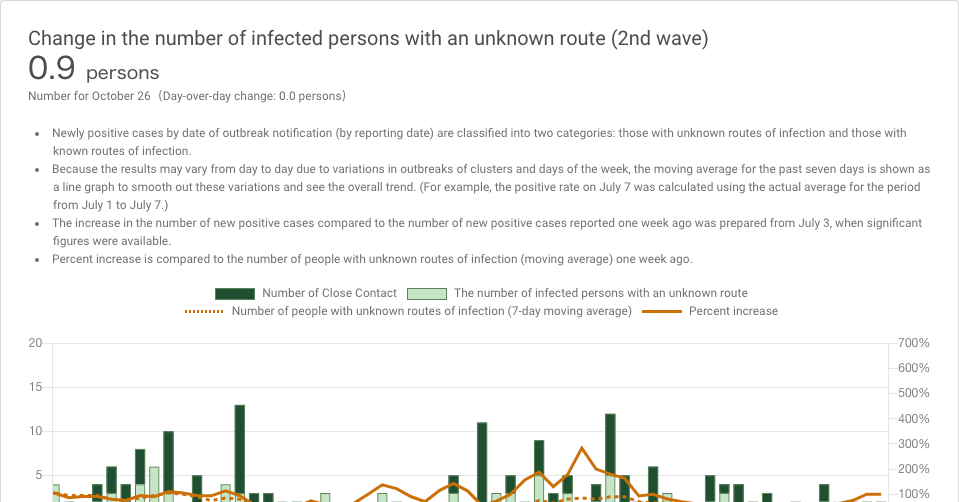 Change in the number of infected persons with an unknown route (2nd wave)
0.9 persons
Number for October 26（Day-over-day change: 0.0 persons）
• Newly positive cases by date of outbreak notification (by reporting date) are classified into two categories: those with unknown routes of infection and those with
known routes of infection.
• Because the results may vary from day to day due to variations in outbreaks of clusters and days of the week, the moving average for the past seven days is shown as
a line graph to smooth out these variations and see the overall trend. (For example, the positive rate on July 7 was calculated using the actual average for the period
from July 1 to July 7.)
• The increase in the number of new positive cases compared to the number of new positive cases reported one week ago was prepared from July 3, when significant
figures were available.
• Percent increase is compared to the number of people with unknown routes of infection (moving average) one week ago.
Number of Close Contact The number of infected persons with an unknown route
Number of people with unknown routes of infection (7-day moving average) Percent increase
20 700%
600%
15 500%
400%
10 300%
5 200%
100%